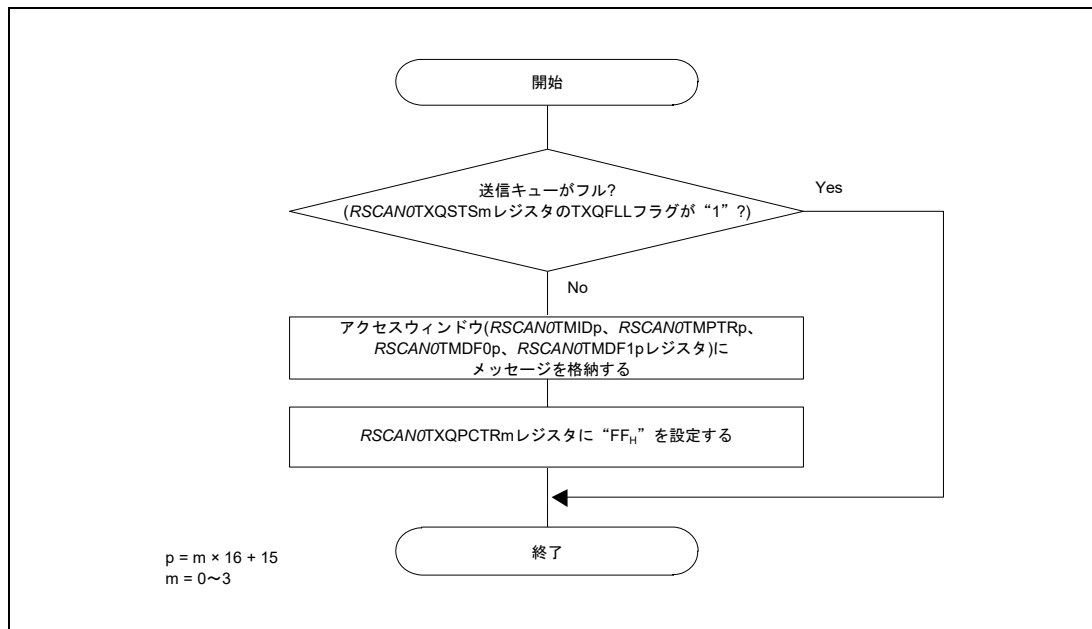 開始
送信キューがフル?
(RSCAN0TXQSTSmレジスタのTXQFLLフラグが“1”?)
Yes
No
アクセスウィンドウ(RSCAN0TMIDp、RSCAN0TMPTRp、
RSCAN0TMDF0p、RSCAN0TMDF1pレジスタ)に
メッセージを格納する
RSCAN0TXQPCTRmレジスタに“FFH”を設定する
終了
p = m × 16 + 15
m = 0～3